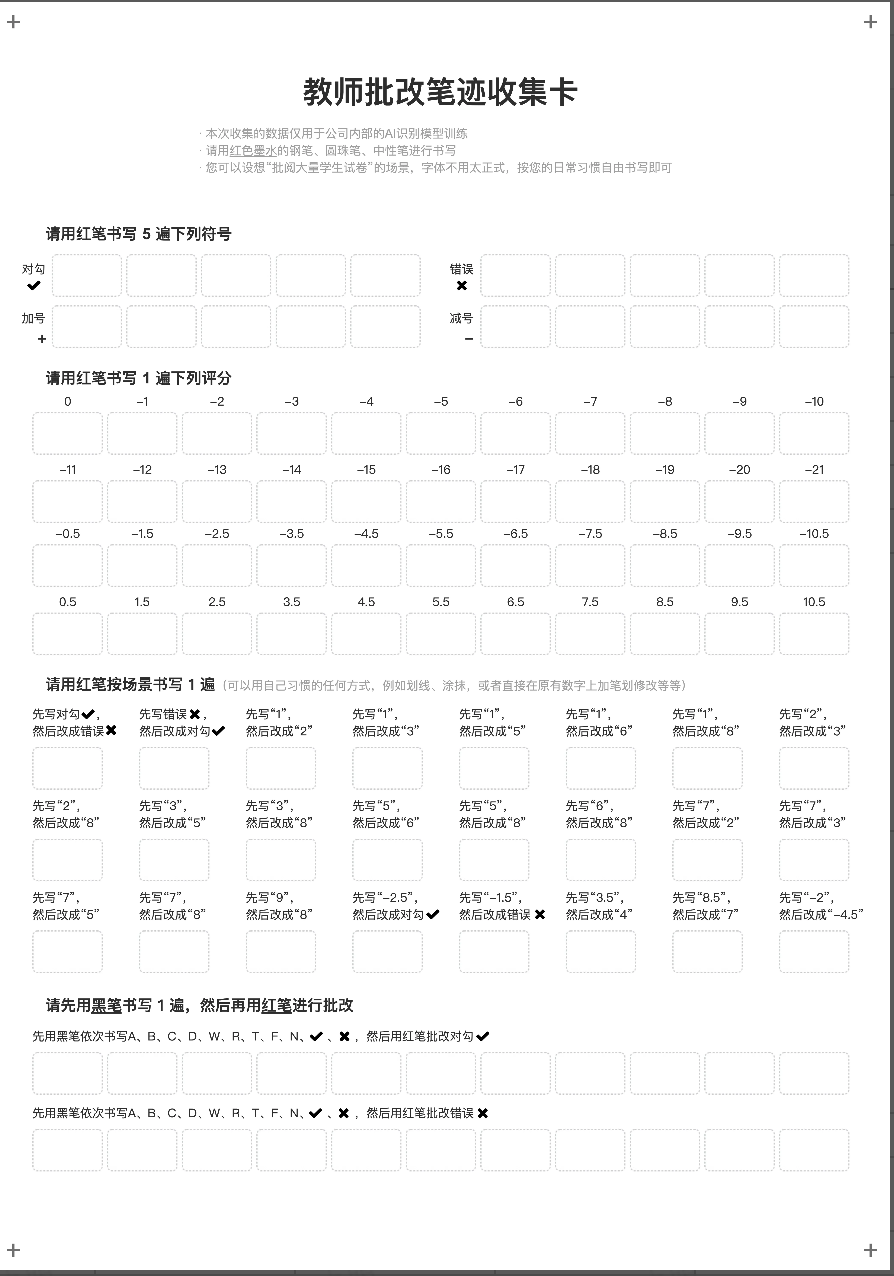 教师批改笔迹收集卡
· 本次收集的数据仅用于公司内部的AI识别模型训练
· 请用红色墨水的钢笔、圆珠笔、中性笔进行书写
· 您可以设想“批阅大量学生试卷”的场景，字体不用太正式，按您的日常习惯自由书写即可
请用红笔书写 5 遍下列符号
对勾 ✔ 错误 ✖
加号 + 减号 −
请用红笔书写 1 遍下列评分
0 −1 −2 −3 −4 −5 −6 −7 −8 −9 −10
−11 −12 −13 −14 −15 −16 −17 −18 −19 −20 −21
−0.5 −1.5 −2.5 −3.5 −4.5 −5.5 −6.5 −7.5 −8.5 −9.5 −10.5
0.5 1.5 2.5 3.5 4.5 5.5 6.5 7.5 8.5 9.5 10.5
请用红笔按场景书写 1 遍（可以用自己习惯的任何方式，例如划线、涂抹，或者直接在原有数字上加笔划修改等等）
先写对勾✔， 先写错误✖， 先写“1”， 先写“1”， 先写“1”， 先写“1”， 先写“1”， 先写“2”，
然后改成错误✖ 然后改成对勾✔ 然后改成“2” 然后改成“3” 然后改成“5” 然后改成“6” 然后改成“8” 然后改成“3”
先写“2”， 先写“3”， 先写“3”， 先写“5”， 先写“5”， 先写“6”， 先写“7”， 先写“7”，
然后改成“8” 然后改成“5” 然后改成“8” 然后改成“6” 然后改成“8” 然后改成“8” 然后改成“2” 然后改成“3”
先写“7”， 先写“7”， 先写“9”， 先写“−2.5”， 先写“−1.5”， 先写“3.5”， 先写“8.5”， 先写“−2”，
然后改成“5” 然后改成“8” 然后改成“8” 然后改成对勾✔ 然后改成错误✖ 然后改成“4” 然后改成“7” 然后改成“−4.5”
请先用黑笔书写 1 遍，然后再用红笔进行批改
先用黑笔依次书写A、B、C、D、W、R、T、F、N、✔、✖，然后用红笔批改对勾✔
先用黑笔依次书写A、B、C、D、W、R、T、F、N、✔、✖，然后用红笔批改错误✖